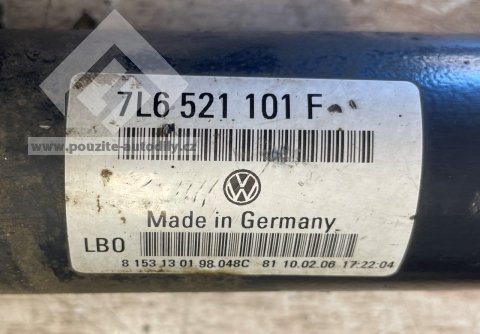 7L6 521 101 F
www.pouzite-autodily.cz
VW
Made in Germany
LBO
8 153 13 01 98 048C 81 10.02.06 17:22:04